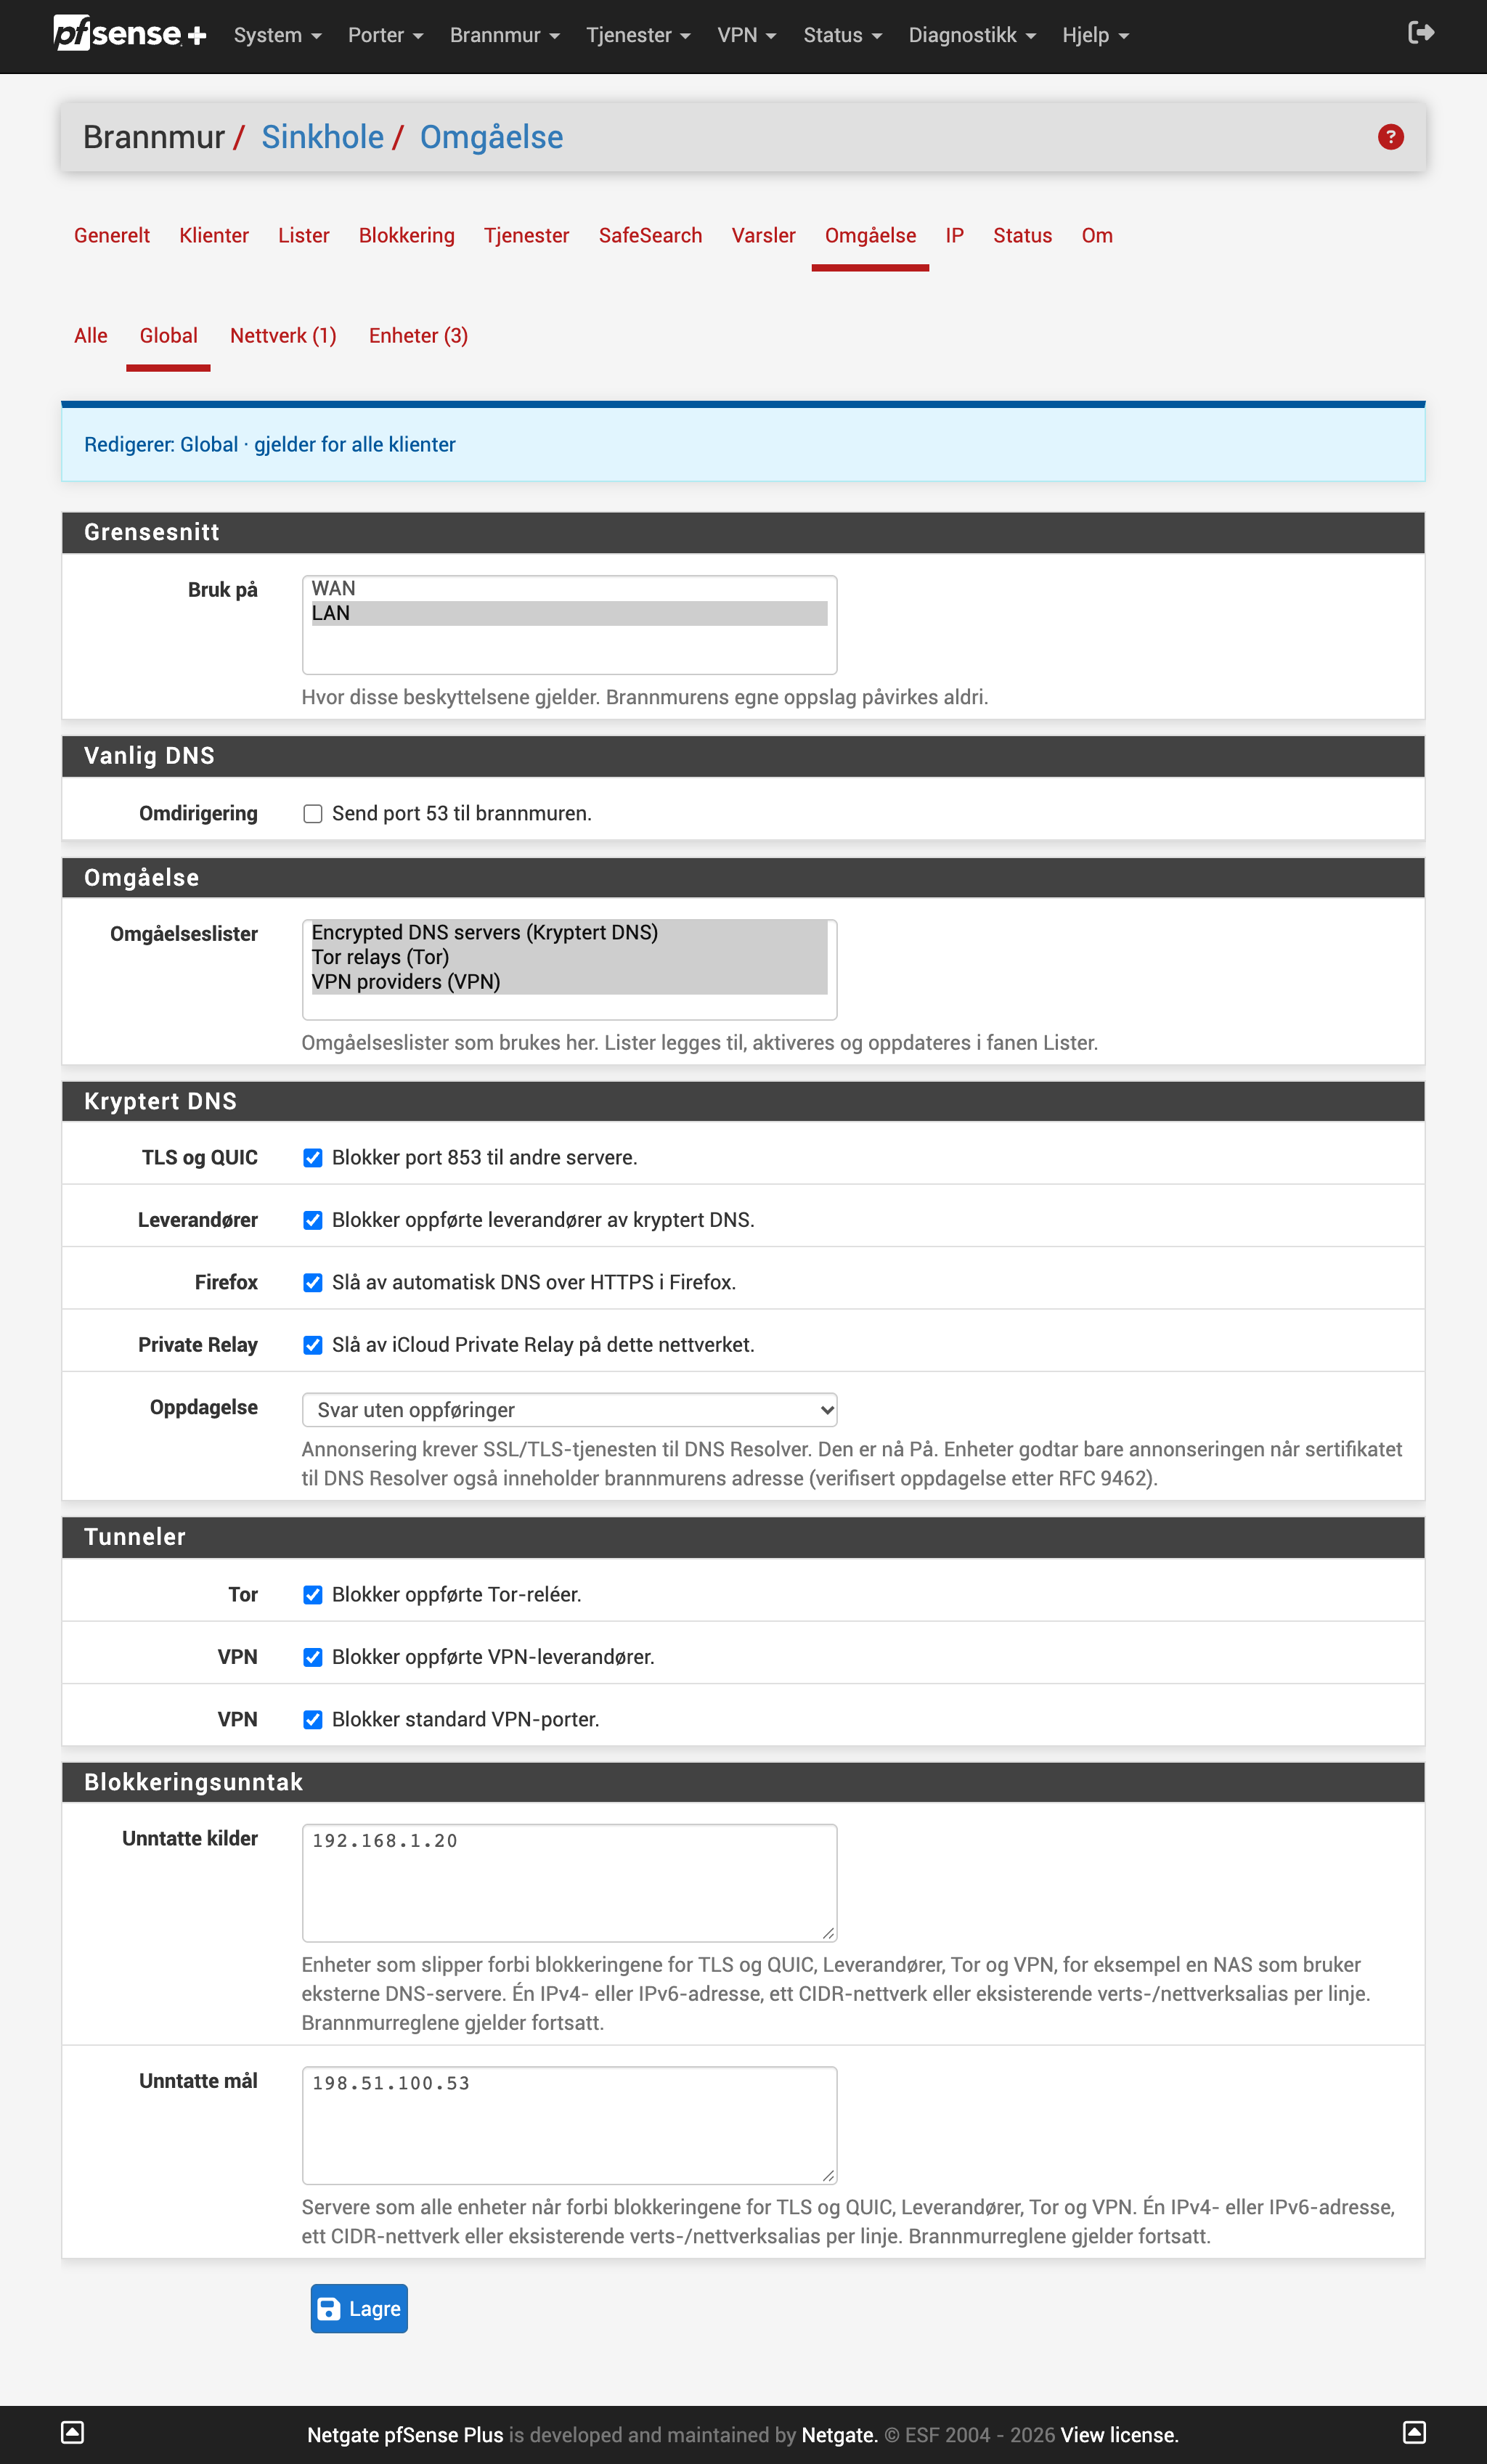 pfsense +
System
Porter
Brannmur
Tjenester
VPN
Status
Diagnostikk
Hjelp
Brannmur / Sinkhole / Omgåelse
?
Generelt
Klienter
Lister
Blokkering
Tjenester
SafeSearch
Varsler
Omgåelse
IP
Status
Om
Alle
Global
Nettverk (1)
Enheter (3)
Redigerer: Global · gjelder for alle klienter
Grensesnitt
Bruk på
WAN
LAN
Hvor disse beskyttelsene gjelder. Brannmurens egne oppslag påvirkes aldri.
Vanlig DNS
Omdirigering
Send port 53 til brannmuren.
Omgåelse
Omgåelseslister
Encrypted DNS servers (Kryptert DNS)
Tor relays (Tor)
VPN providers (VPN)
Omgåelseslister som brukes her. Lister legges til, aktiveres og oppdateres i fanen Lister.
Kryptert DNS
TLS og QUIC
Blokker port 853 til andre servere.
Leverandører
Blokker oppførte leverandører av kryptert DNS.
Firefox
Slå av automatisk DNS over HTTPS i Firefox.
Private Relay
Slå av iCloud Private Relay på dette nettverket.
Oppdagelse
Svar uten oppføringer
Annonsering krever SSL/TLS-tjenesten til DNS Resolver. Den er nå På. Enheter godtar bare annonseringen når sertifikatet
til DNS Resolver også inneholder brannmurens adresse (verifisert oppdagelse etter RFC 9462).
Tunneler
Tor
Blokker oppførte Tor-reléer.
VPN
Blokker oppførte VPN-leverandører.
VPN
Blokker standard VPN-porter.
Blokkeringsunntak
Unntatte kilder
192.168.1.20
Enheter som slipper forbi blokkeringene for TLS og QUIC, Leverandører, Tor og VPN, for eksempel en NAS som bruker
eksterne DNS-servere. Én IPv4- eller IPv6-adresse, ett CIDR-nettverk eller eksisterende verts-/nettverksalias per linje.
Brannmurreglene gjelder fortsatt.
Unntatte mål
198.51.100.53
Servere som alle enheter når forbi blokkeringene for TLS og QUIC, Leverandører, Tor og VPN. Én IPv4- eller IPv6-adresse,
ett CIDR-nettverk eller eksisterende verts-/nettverksalias per linje. Brannmurreglene gjelder fortsatt.
Lagre
Netgate pfSense Plus is developed and maintained by Netgate. © ESF 2004 - 2026 View license.